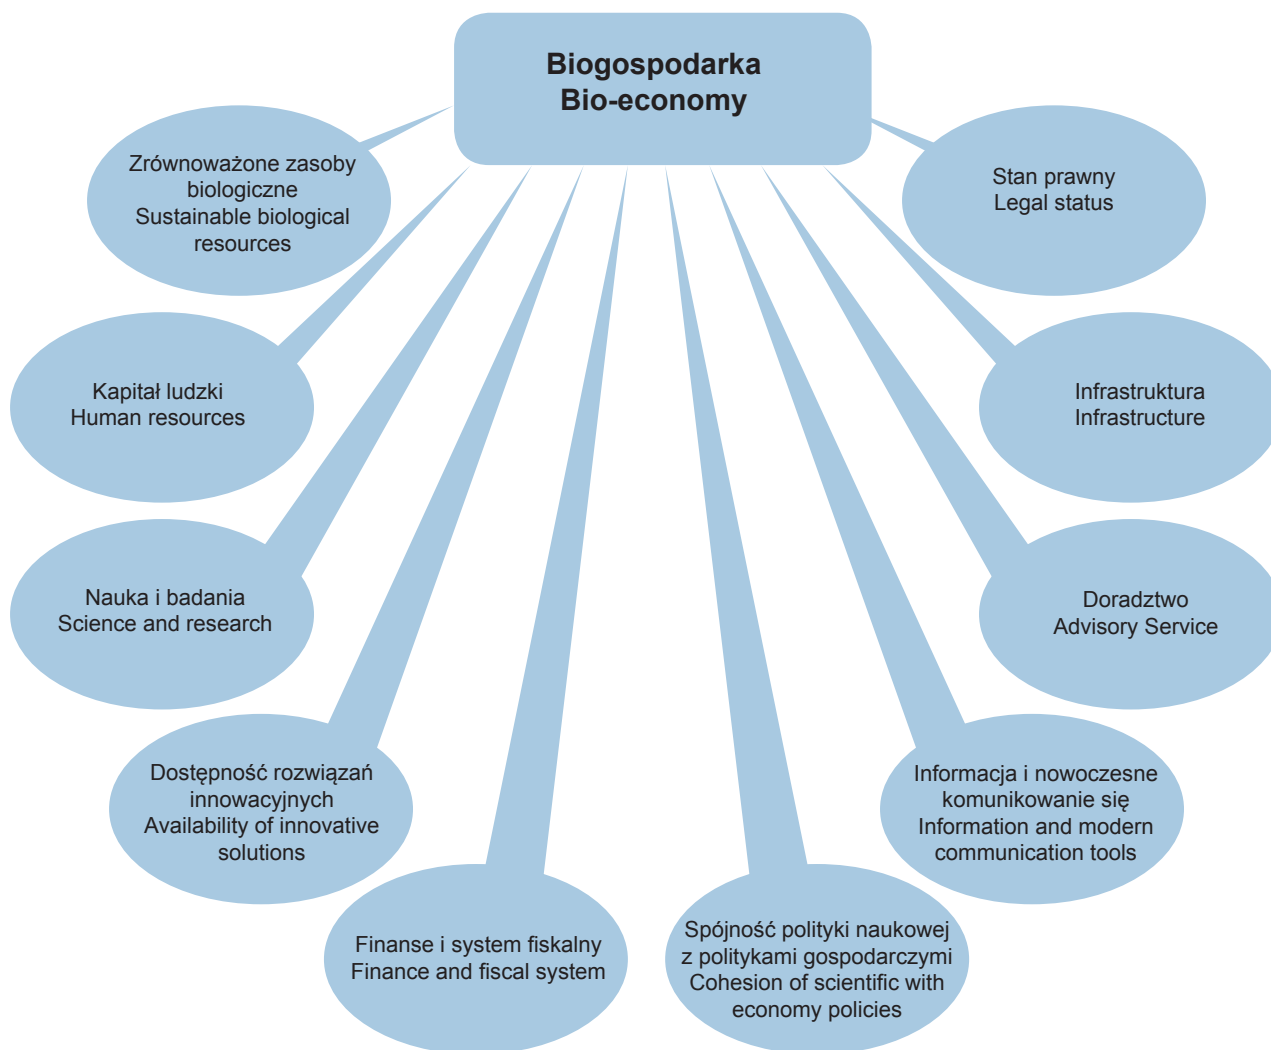 Biogospodarka
Bio-economy
Zrównoważone zasoby
biologiczne
Sustainable biological
resources
Stan prawny
Legal status
Kapitał ludzki
Human resources
Infrastruktura
Infrastructure
Nauka i badania
Science and research
Doradztwo
Advisory Service
Dostępność rozwiązań
innowacyjnych
Availability of innovative
solutions
Informacja i nowoczesne
komunikowanie się
Information and modern
communication tools
Finanse i system fiskalny
Finance and fiscal system
Spójność polityki naukowej
z politykami gospodarczymi
Cohesion of scientific with
economy policies